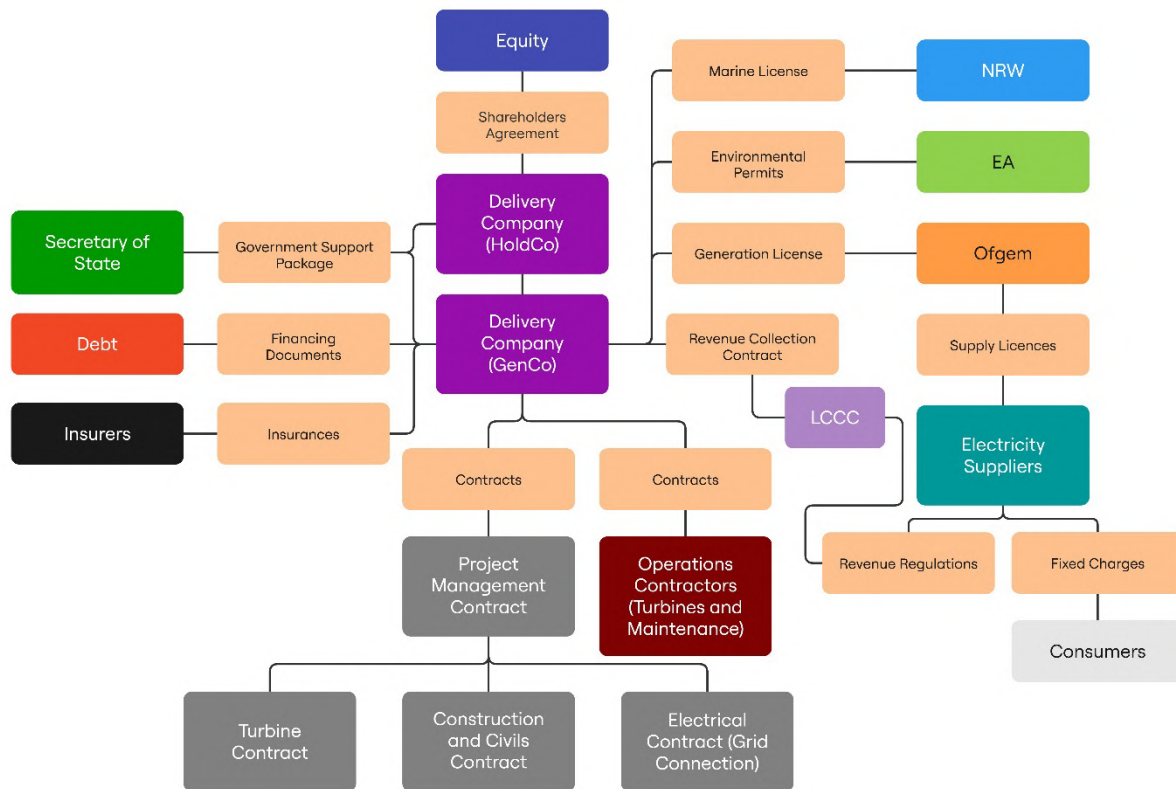 Equity
Marine License
NRW
Shareholders
Agreement
Environmental
Permits
EA
Delivery
Company
(HoldCo)
Secretary of
State
Government Support
Package
Generation License
Ofgem
Delivery
Company
(GenCo)
Debt
Financing
Documents
Revenue Collection
Contract
Supply Licences
Insurers
Insurances
LCCC
Electricity
Suppliers
Contracts
Contracts
Project
Management
Contract
Operations
Contractors
(Turbines and
Maintenance)
Revenue Regulations
Fixed Charges
Consumers
Turbine
Contract
Construction
and Civils
Contract
Electrical
Contract (Grid
Connection)